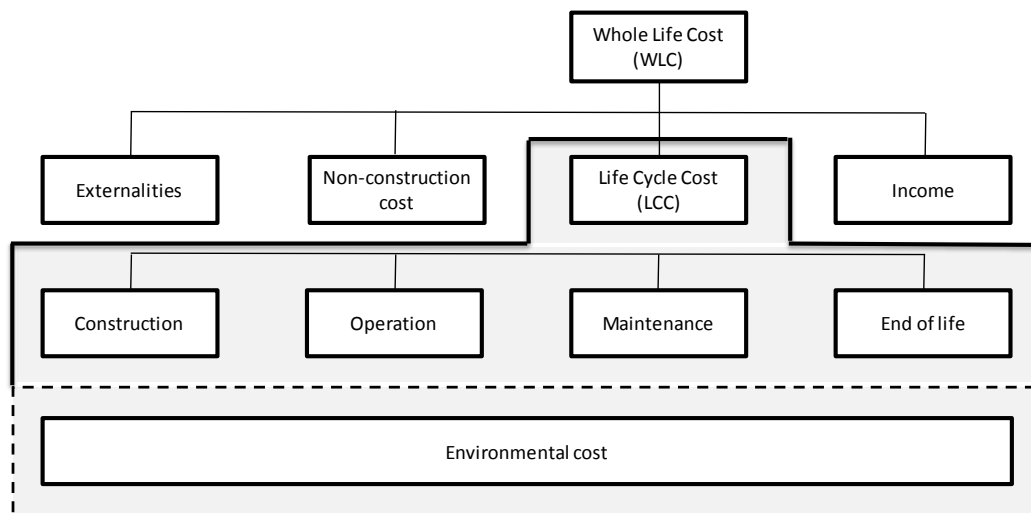 Whole Life Cost
(WLC)
Externalities
Non-construction
cost
Life Cycle Cost
(LCC)
Income
Construction
Operation
Maintenance
End of life
Environmental cost